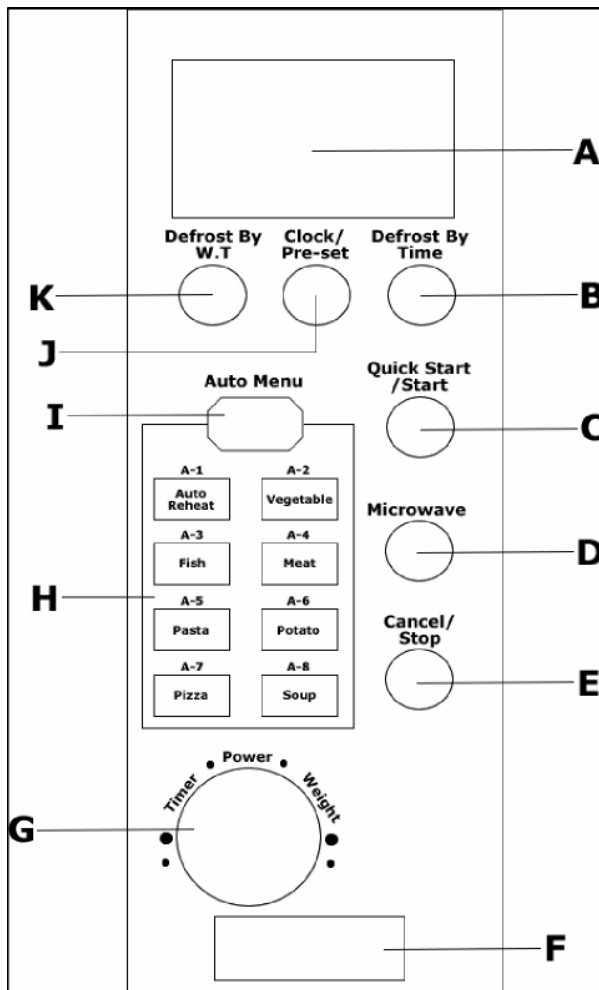 A
Defrost By
W.T
Clock/
Pre-set
Defrost By
Time
K
B
J
Auto Menu
Quick Start
/Start
I
C
A-1
Auto
Reheat
A-2
Vegetable
Microwave
A-3
Fish
A-4
Meat
D
H
A-5
Pasta
A-6
Potato
Cancel/
Stop
A-7
Pizza
A-8
Soup
E
Timer
Power
Weight
G
F